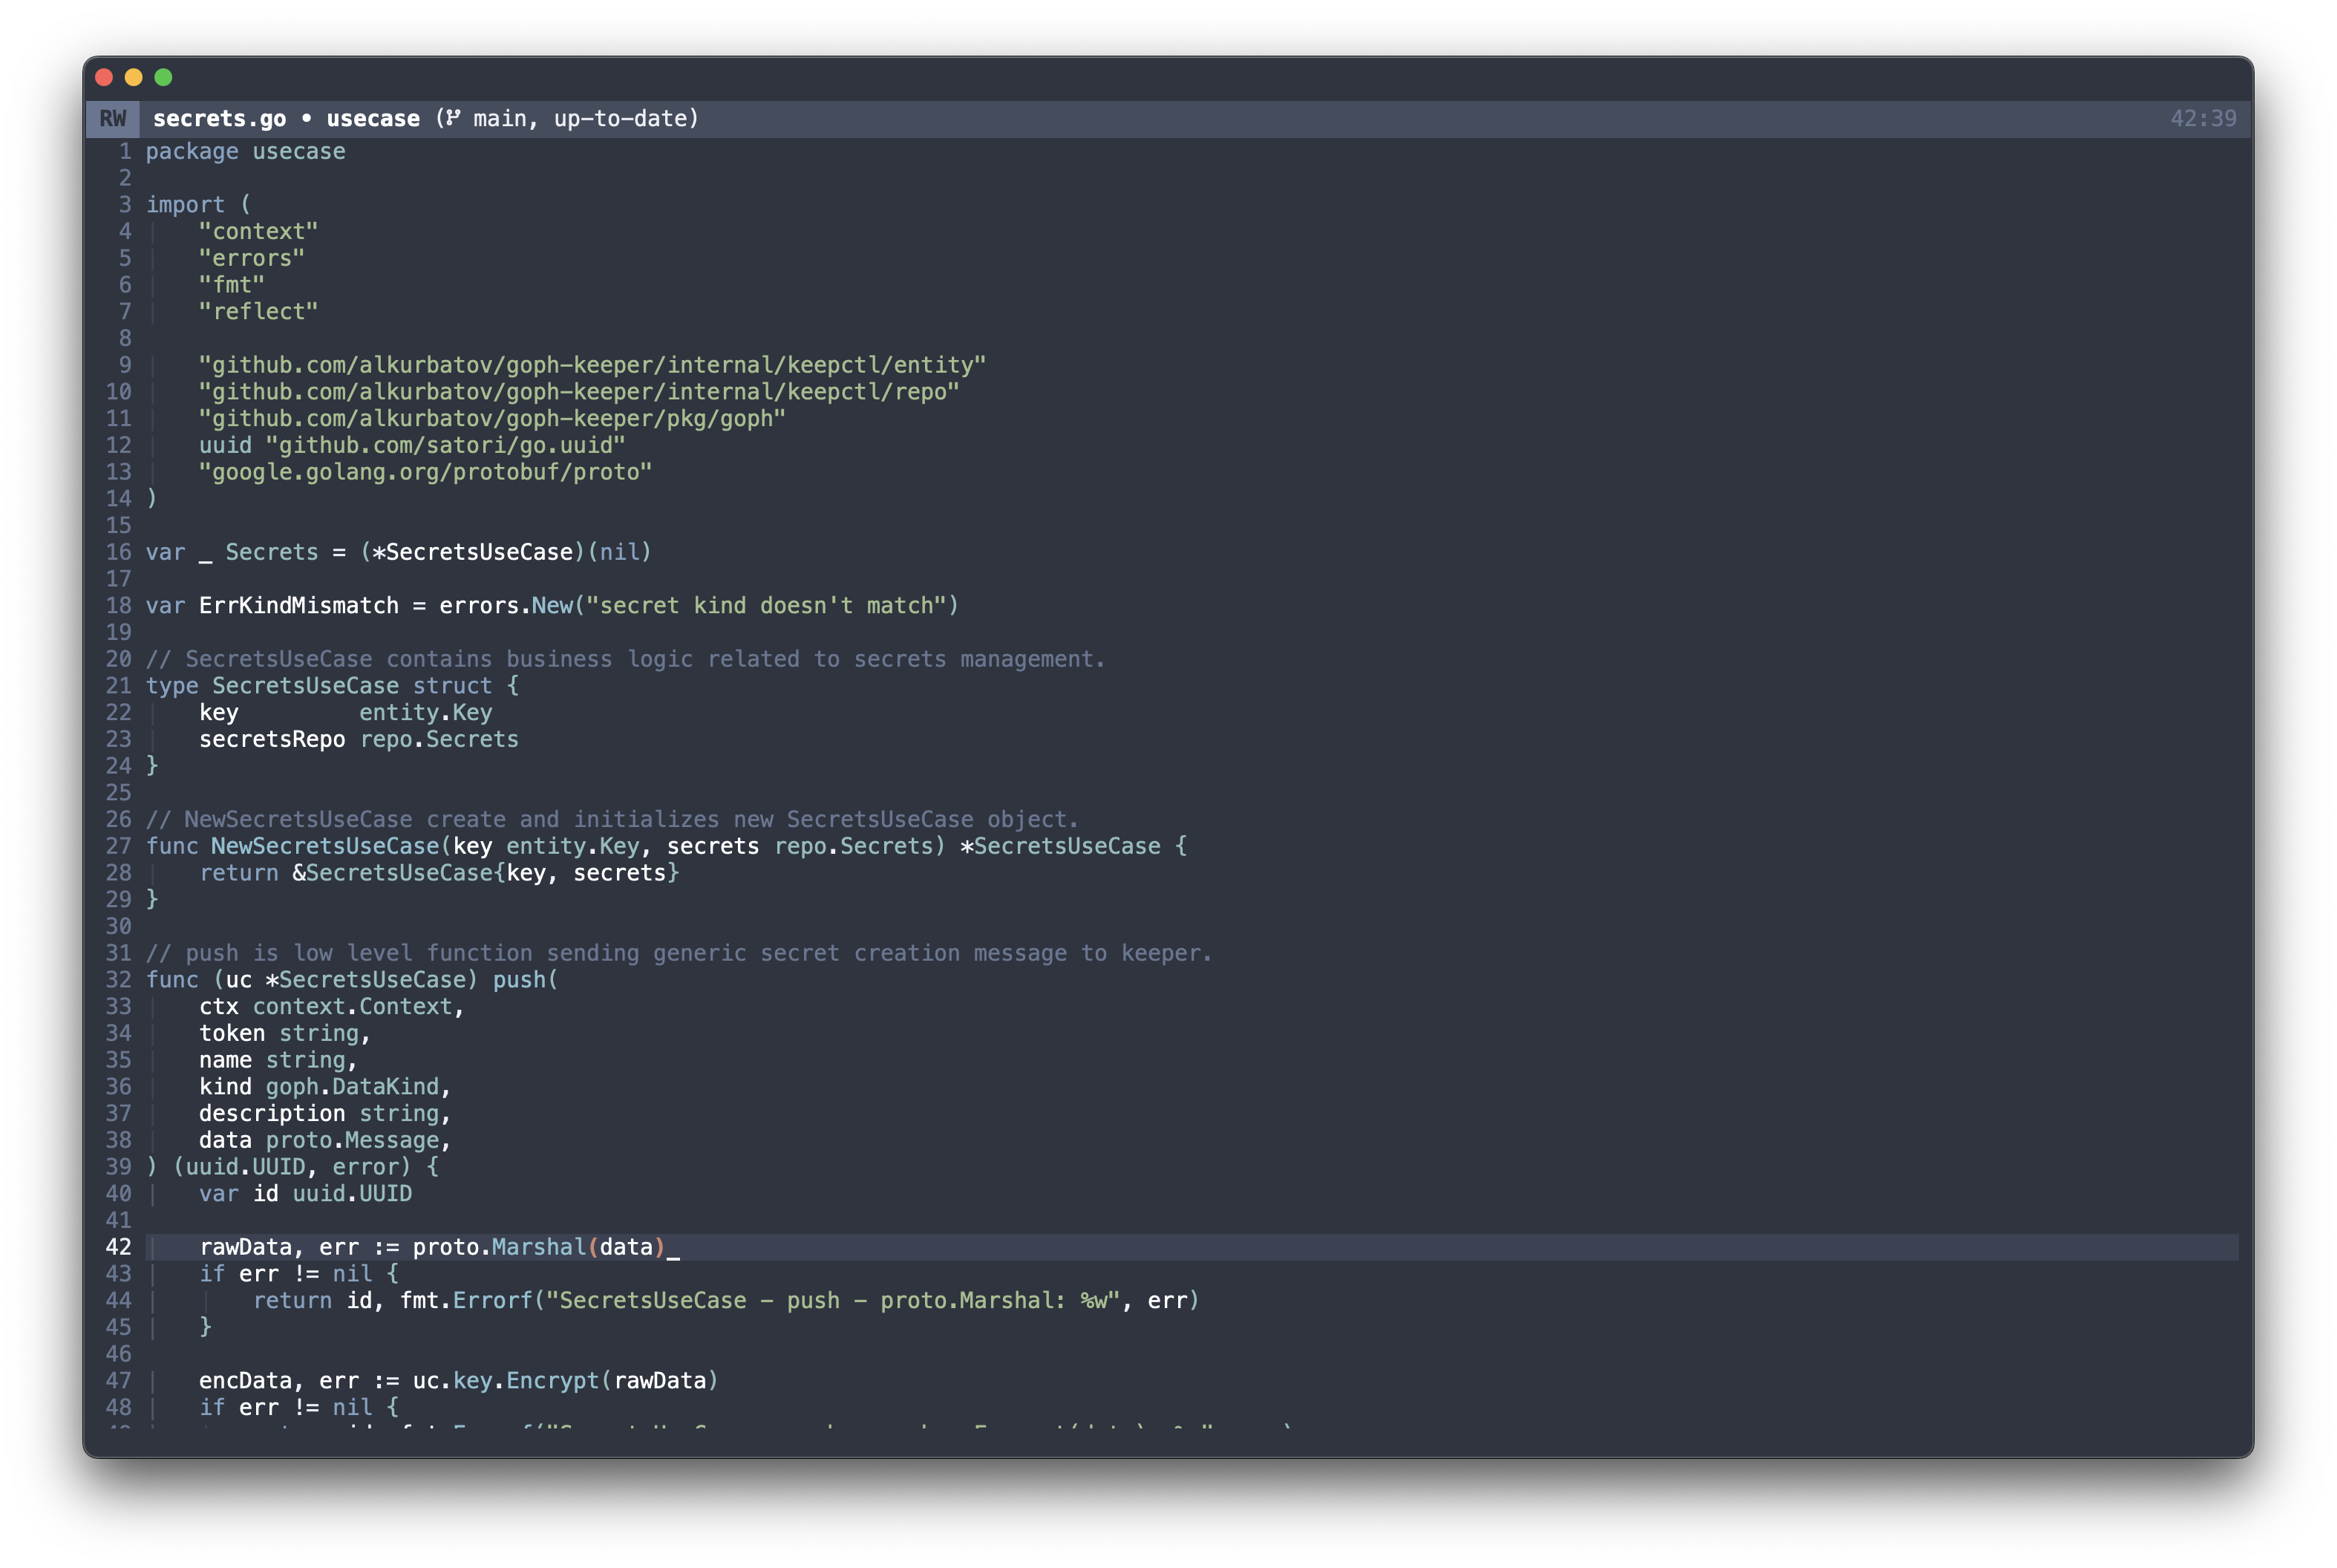 RW secrets.go • usecase (main, up-to-date) 42:39
1 package usecase
2
3 import (
4 "context"
5 "errors"
6 "fmt"
7 "reflect"
8
9 "github.com/alkurbatov/goph-keeper/internal/keepctl/entity"
10 "github.com/alkurbatov/goph-keeper/internal/keepctl/repo"
11 "github.com/alkurbatov/goph-keeper/pkg/goph"
12 uuid "github.com/satori/go.uuid"
13 "google.golang.org/protobuf/proto"
14 )
15
16 var _ Secrets = (*SecretsUseCase)(nil)
17
18 var ErrKindMismatch = errors.New("secret kind doesn't match")
19
20 // SecretsUseCase contains business logic related to secrets management.
21 type SecretsUseCase struct {
22 key entity.Key
23 secretsRepo repo.Secrets
24 }
25
26 // NewSecretsUseCase create and initializes new SecretsUseCase object.
27 func NewSecretsUseCase(key entity.Key, secrets repo.Secrets) *SecretsUseCase {
28 return &SecretsUseCase{key, secrets}
29 }
30
31 // push is low level function sending generic secret creation message to keeper.
32 func (uc *SecretsUseCase) push(
33 ctx context.Context,
34 token string,
35 name string,
36 kind goph.DataKind,
37 description string,
38 data proto.Message,
39 ) (uuid.UUID, error) {
40 var id uuid.UUID
41
42 rawData, err := proto.Marshal(data)
43 if err != nil {
44 return id, fmt.Errorf("SecretsUseCase - push - proto.Marshal: %w", err)
45 }
46
47 encData, err := uc.key.Encrypt(rawData)
48 if err != nil {